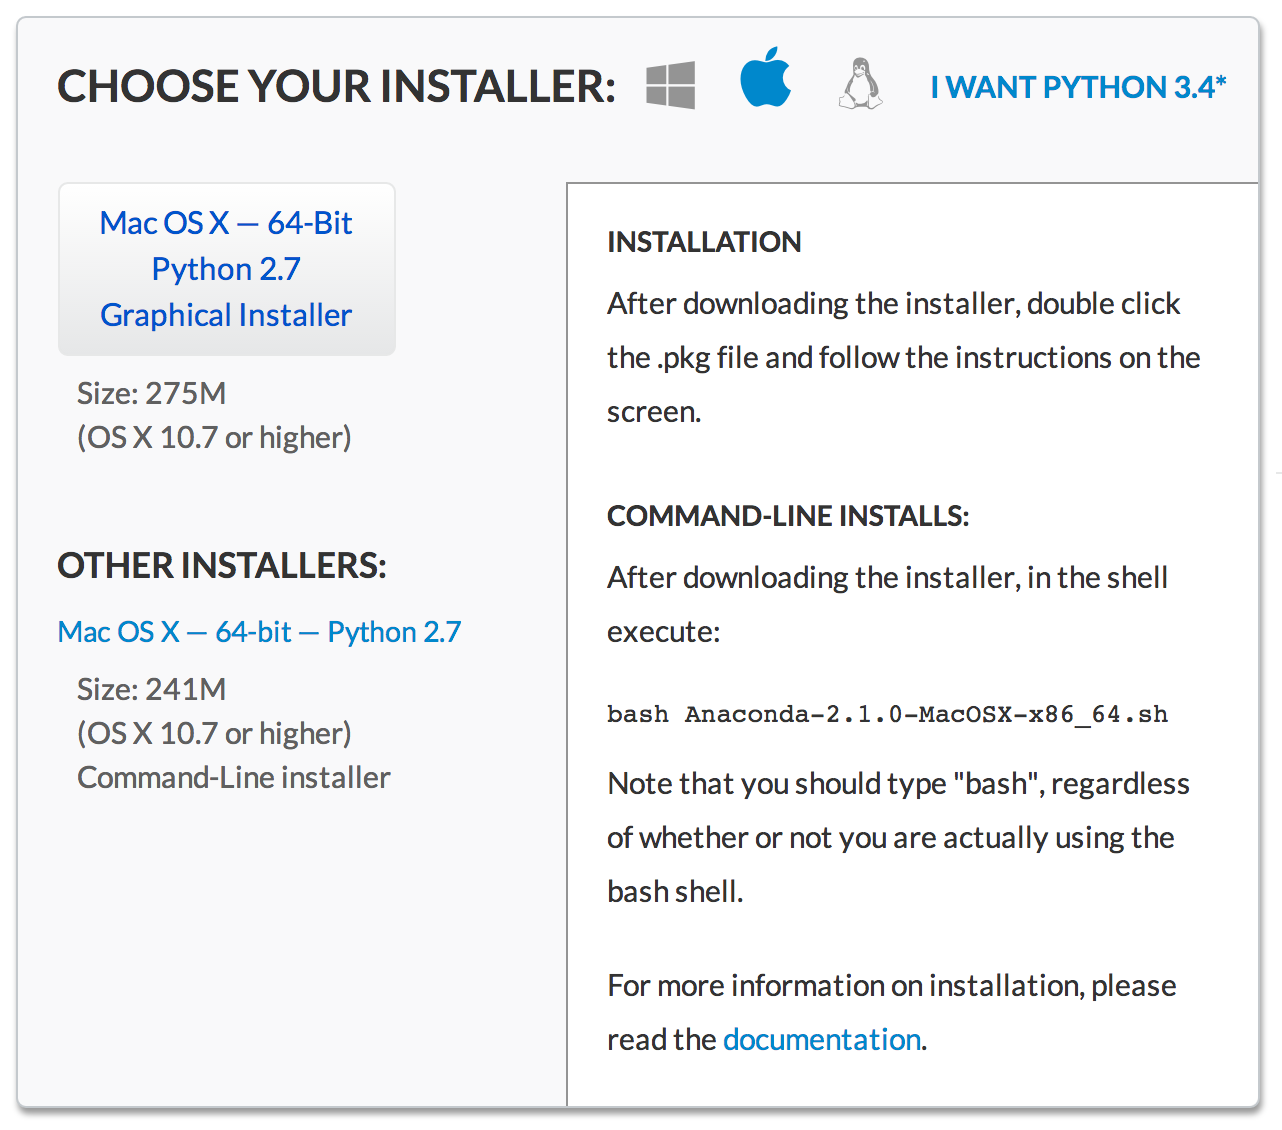 CHOOSE YOUR INSTALLER:
I WANT PYTHON 3.4*
Mac OS X — 64-Bit
Python 2.7
Graphical Installer
Size: 275M
(OS X 10.7 or higher)
OTHER INSTALLERS:
Mac OS X — 64-bit — Python 2.7
Size: 241M
(OS X 10.7 or higher)
Command-Line installer
INSTALLATION
After downloading the installer, double click
the .pkg file and follow the instructions on the
screen.
COMMAND-LINE INSTALLS:
After downloading the installer, in the shell
execute:
bash Anaconda-2.1.0-MacOSX-x86_64.sh
Note that you should type "bash", regardless
of whether or not you are actually using the
bash shell.
For more information on installation, please
read the documentation.